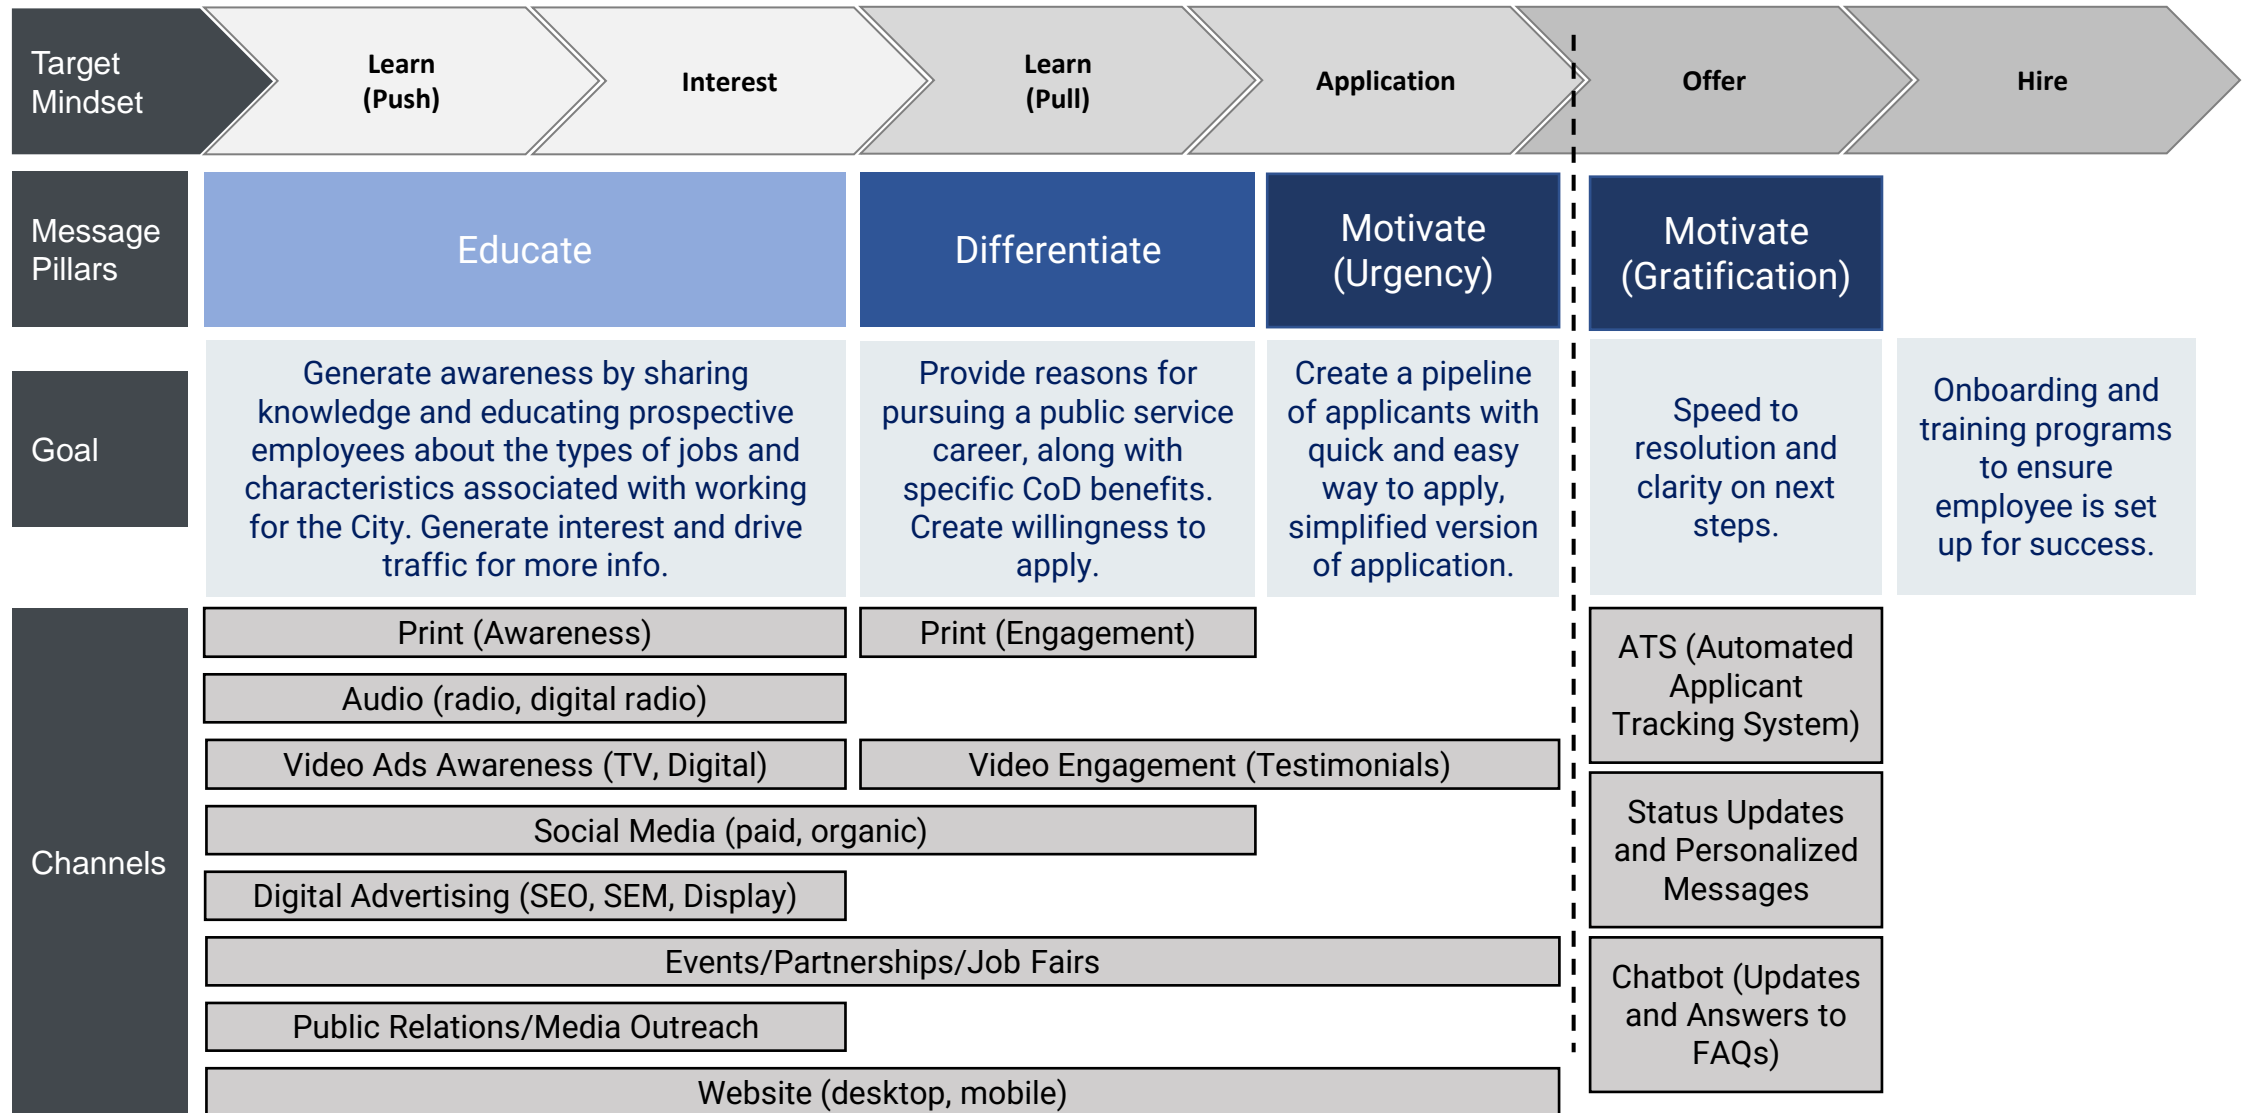 Target
Mindset
Learn
(Push)
Interest
Learn
(Pull)
Application
Offer
Hire
Message
Pillars
Educate
Differentiate
Motivate
(Urgency)
Motivate
(Gratification)
Goal
Generate awareness by sharing
knowledge and educating prospective
employees about the types of jobs and
characteristics associated with working
for the City. Generate interest and drive
traffic for more info.
Provide reasons for
pursuing a public service
career, along with
specific CoD benefits.
Create willingness to
apply.
Create a pipeline
of applicants with
quick and easy
way to apply,
simplified version
of application.
Speed to
resolution and
clarity on next
steps.
Onboarding and
training programs
to ensure
employee is set
up for success.
Channels
Print (Awareness)
Print (Engagement)
Audio (radio, digital radio)
Video Ads Awareness (TV, Digital)
Video Engagement (Testimonials)
Social Media (paid, organic)
Digital Advertising (SEO, SEM, Display)
Events/Partnerships/Job Fairs
Public Relations/Media Outreach
Website (desktop, mobile)
ATS (Automated
Applicant
Tracking System)
Status Updates
and Personalized
Messages
Chatbot (Updates
and Answers to
FAQs)